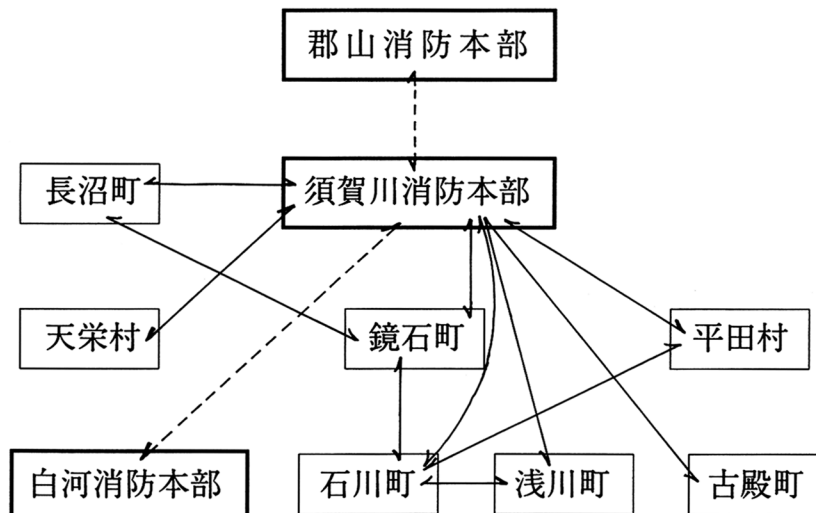 郡山消防本部
長沼町
須賀川消防本部
天栄村
鏡石町
平田村
白河消防本部
石川町
浅川町
古殿町